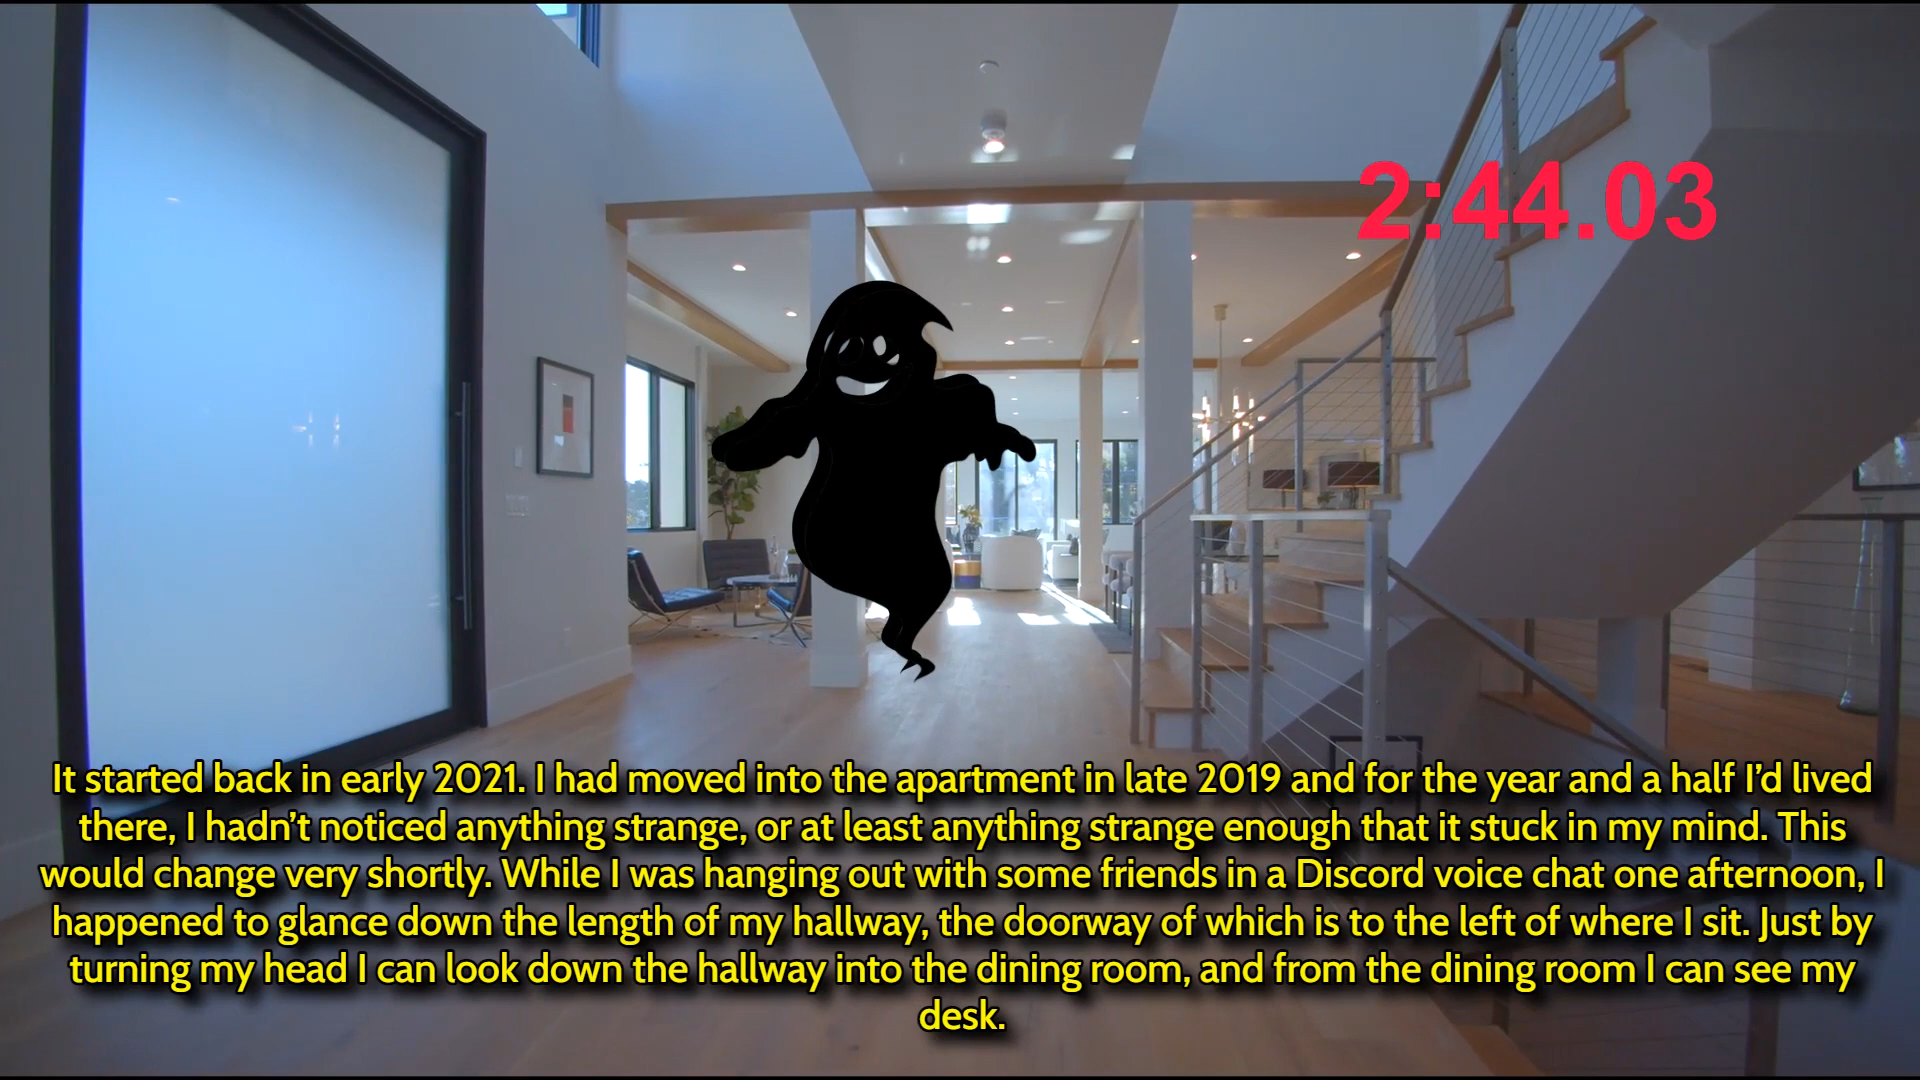 2:44.03
It started back in early 2021. I had moved into the apartment in late 2019 and for the year and a half I’d lived
there, I hadn’t noticed anything strange, or at least anything strange enough that it stuck in my mind. This
would change very shortly. While I was hanging out with some friends in a Discord voice chat one afternoon, I
happened to glance down the length of my hallway, the doorway of which is to the left of where I sit. Just by
turning my head I can look down the hallway into the dining room, and from the dining room I can see my
desk.